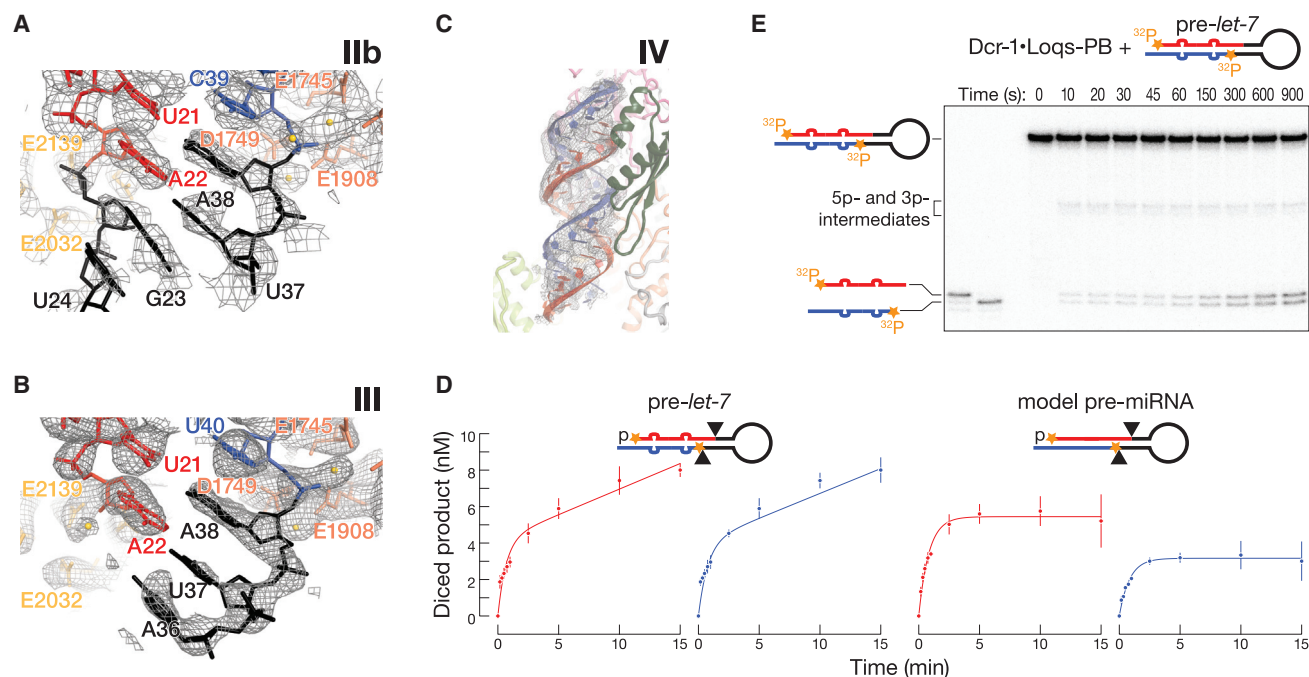 A
IIb
C39
E1745
U21
E2139
D1749
A22
E1908
A38
E2032
U24
G23
U37
B
III
U40
E1745
U21
E2139
D1749
A38
E1908
A22
E2032
U37
A36
C
IV
E
pre-let-7
Dcr-1•Loqs-PB +
32P
32P
Time (s): 0 10 20 30 45 60 150 300 600 900
32P
32P
5p- and 3p-
intermediates
32P
32P
D
pre-let-7
model pre-miRNA
p
p
Diced product (nM)
10
8
6
4
2
0
0 5 10 15
0 5 10 15
0 5 10 15
0 5 10 15
Time (min)